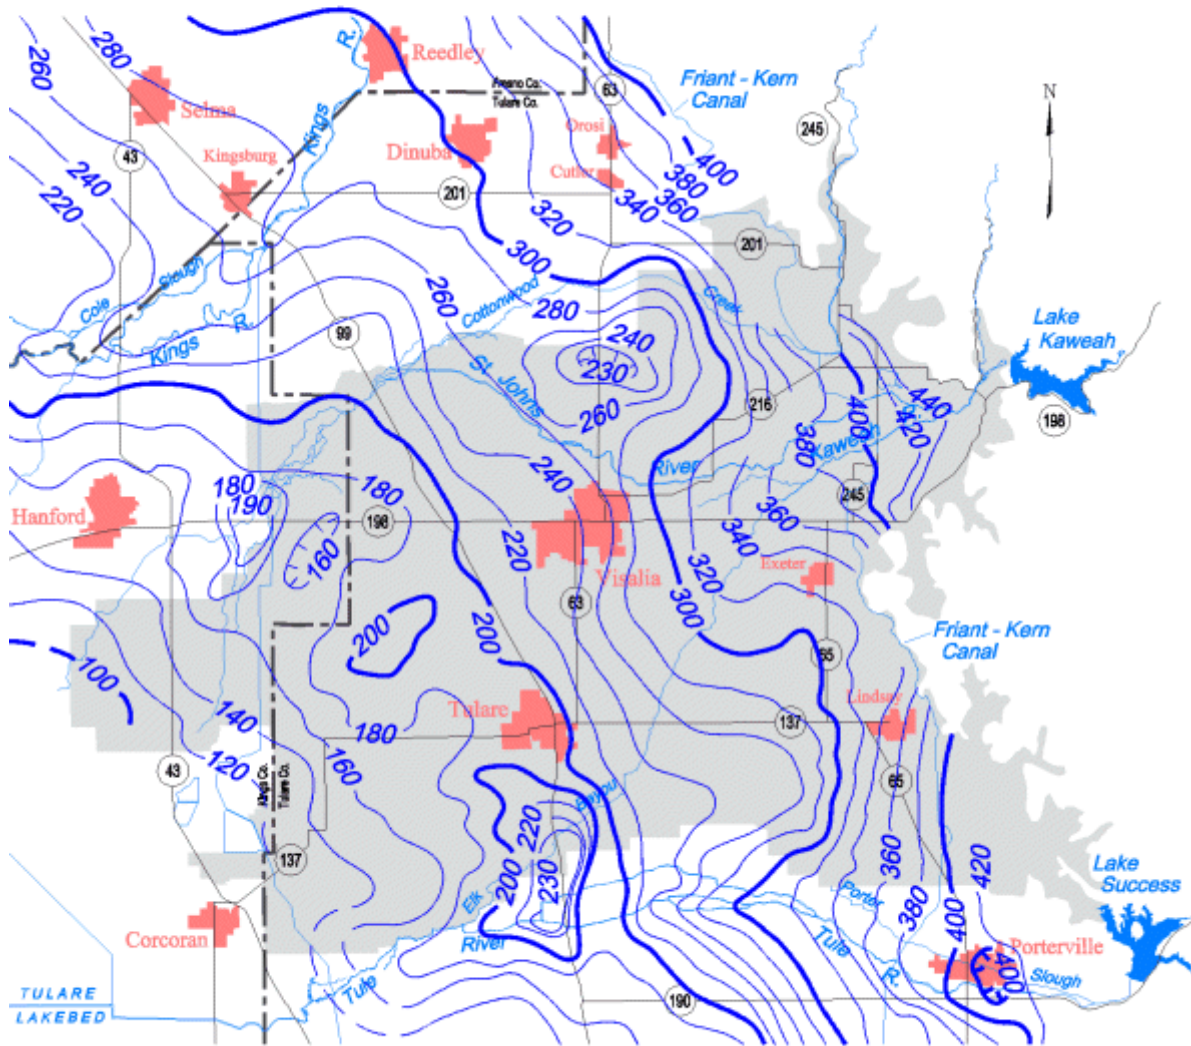 260
280
Selma
R.
Reedley
Fresno Co.
Tulare Co.
63
Friant - Kern
Canal
N
245
43
Kingsburg
Kings
Dinuba
Orosi
Cutler
400
380
360
340
320
201
240
220
300
201
Cole
Slough
260
Cottonwood
Creek
280
Kings
R.
99
240
230
260
St. Johns
216
400
380
440
420
Lake
Kaweah
198
Kaweah
River
R.
180
190
180
Hanford
198
160
240
220
Visalia
245
360
340
320
300
Exeter
63
200
200
Friant - Kern
Canal
65
100
140
120
180
160
Tulare
137
Lindsay
65
43
Kings Co.
Tulare Co.
Bayou
220
200
230
Elk
River
137
360
380
400
420
Porter
Lake
Success
Corcoran
Tule
Tule
R.
Porterville
400
Slough
190
TULARE
LAKEBED